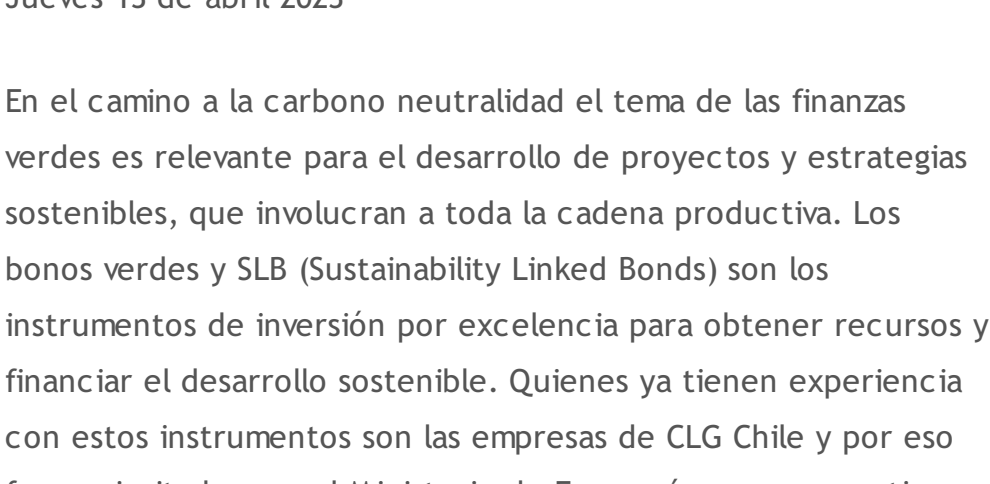 Jueves 13 de abril 2023
En el camino a la carbono neutralidad el tema de las finanzas
verdes es relevante para el desarrollo de proyectos y estrategias
sostenibles, que involucran a toda la cadena productiva. Los
bonos verdes y SLB (Sustainability Linked Bonds) son los
instrumentos de inversión por excelencia para obtener recursos y
financiar el desarrollo sostenible. Quienes ya tienen experiencia
con estos instrumentos son las empresas de CLG Chile y por eso